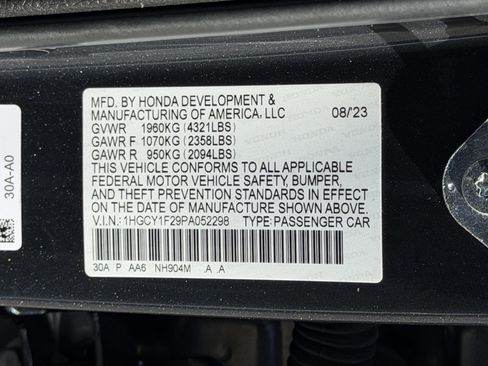 MFD. BY HONDA DEVELOPMENT &
MANUFACTURING OF AMERICA, LLC 08/'23
GVWR 1960KG (4321LBS)
GAWR F 1070KG (2358LBS)
GAWR R 950KG (2094LBS)
THIS VEHICLE CONFORMS TO ALL APPLICABLE
FEDERAL MOTOR VEHICLE SAFETY, BUMPER,
AND THEFT PREVENTION STANDARDS IN EFFECT
ON THE DATE OF MANUFACTURE SHOWN ABOVE.
V.I.N.: 1HGCY1F29PA052298 TYPE: PASSENGER CAR
30A P AA6 NH904M .A .A
30A-A0